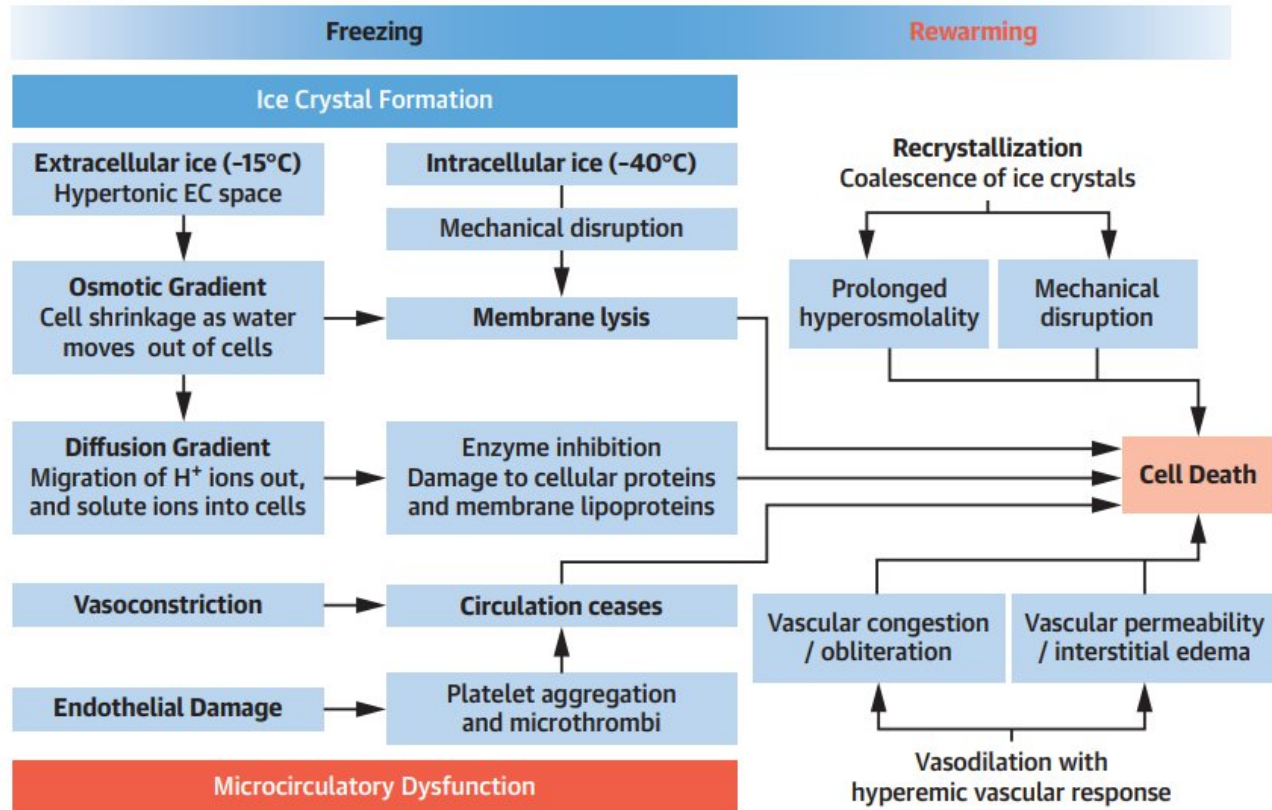 Freezing
Rewarming
Ice Crystal Formation
Extracellular ice (-15°C)
Hypertonic EC space
Intracellular ice (-40°C)
Mechanical disruption
Osmotic Gradient
Cell shrinkage as water
moves out of cells
Membrane lysis
Diffusion Gradient
Migration of H⁺ ions out,
and solute ions into cells
Enzyme inhibition
Damage to cellular proteins
and membrane lipoproteins
Vasoconstriction
Circulation ceases
Endothelial Damage
Platelet aggregation
and microthrombi
Microcirculatory Dysfunction
Recrystallization
Coalescence of ice crystals
Prolonged
hyperosmolality
Mechanical
disruption
Cell Death
Vascular congestion
/ obliteration
Vascular permeability
/ interstitial edema
Vasodilation with
hyperemic vascular response